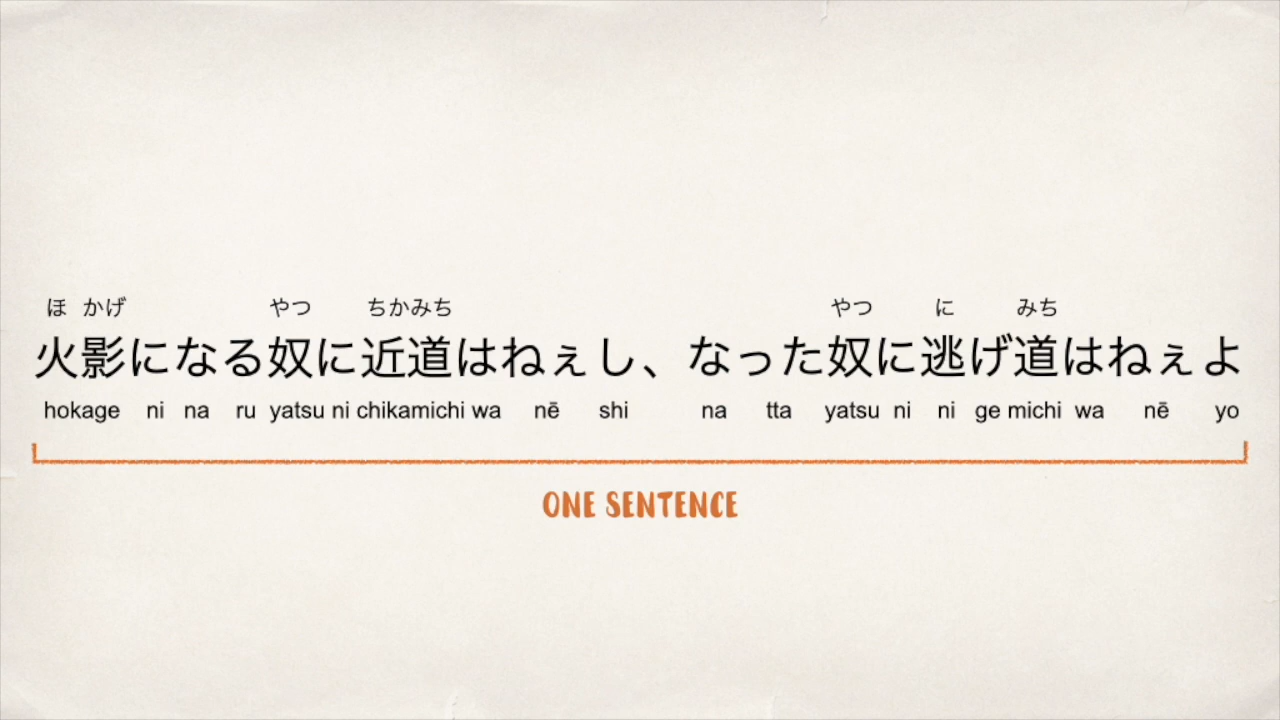 ほ かげ やつ ちかみち やつ に みち
火影になる奴に近道はねぇし、なった奴に逃げ道はねぇよ
hokage ni na ru yatsu ni chikamichi wa nē shi na tta yatsu ni ni ge michi wa nē yo
ONE SENTENCE